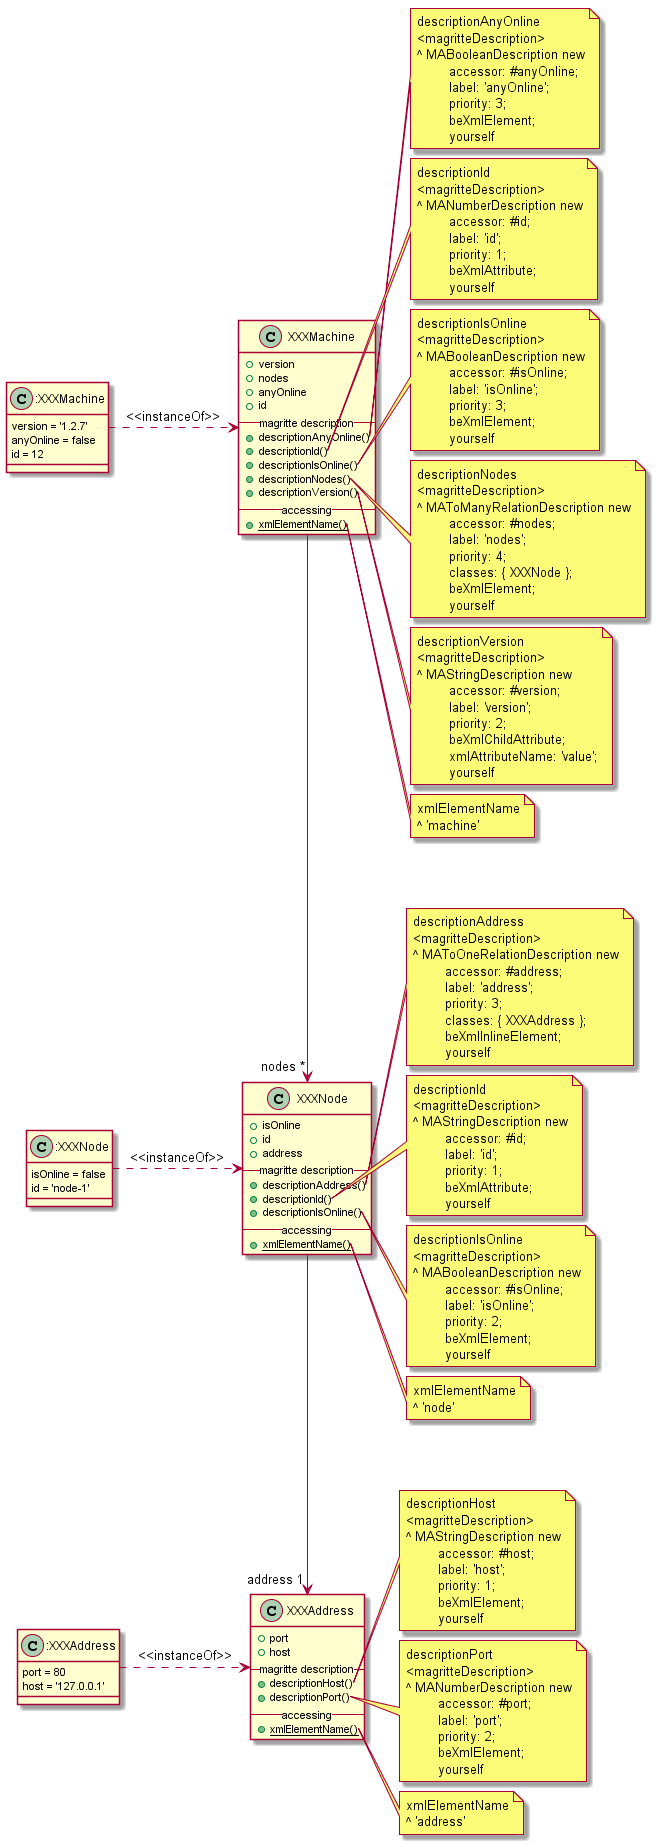 descriptionAnyOnline
<magritteDescription>
^ MABooleanDescription new
accessor: #anyOnline;
label: 'anyOnline';
priority: 3;
beXmlElement;
yourself
descriptionId
<magritteDescription>
^ MANumberDescription new
accessor: #id;
label: 'id';
priority: 1;
beXmlAttribute;
yourself
descriptionIsOnline
<magritteDescription>
^ MABooleanDescription new
accessor: #isOnline;
label: 'isOnline';
priority: 3;
beXmlElement;
yourself
descriptionNodes
<magritteDescription>
^ MAToManyRelationDescription new
accessor: #nodes;
label: 'nodes';
priority: 4;
classes: { XXXNode };
beXmlElement;
yourself
descriptionVersion
<magritteDescription>
^ MAStringDescription new
accessor: #version;
label: 'version';
priority: 2;
beXmlChildAttribute;
xmlAttributeName: 'value';
yourself
xmlElementName
^ 'machine'
C :XXXMachine
version = '1.2.7'
anyOnline = false
id = 12
<<instanceOf>>
C XXXMachine
version
nodes
anyOnline
id
magritte description
descriptionAnyOnline()
descriptionId()
descriptionIsOnline()
descriptionNodes()
descriptionVersion()
accessing
xmlElementName()
nodes *
descriptionAddress
<magritteDescription>
^ MAToOneRelationDescription new
accessor: #address;
label: 'address';
priority: 3;
classes: { XXXAddress };
beXmlInlineElement;
yourself
descriptionId
<magritteDescription>
^ MAStringDescription new
accessor: #id;
label: 'id';
priority: 1;
beXmlAttribute;
yourself
descriptionIsOnline
<magritteDescription>
^ MABooleanDescription new
accessor: #isOnline;
label: 'isOnline';
priority: 2;
beXmlElement;
yourself
xmlElementName
^ 'node'
C :XXXNode
isOnline = false
id = 'node-1'
<<instanceOf>>
C XXXNode
isOnline
id
address
magritte description
descriptionAddress()
descriptionId()
descriptionIsOnline()
accessing
xmlElementName()
address 1
descriptionHost
<magritteDescription>
^ MAStringDescription new
accessor: #host;
label: 'host';
priority: 1;
beXmlElement;
yourself
descriptionPort
<magritteDescription>
^ MANumberDescription new
accessor: #port;
label: 'port';
priority: 2;
beXmlElement;
yourself
xmlElementName
^ 'address'
C :XXXAddress
port = 80
host = '127.0.0.1'
<<instanceOf>>
C XXXAddress
port
host
magritte description
descriptionHost()
descriptionPort()
accessing
xmlElementName()